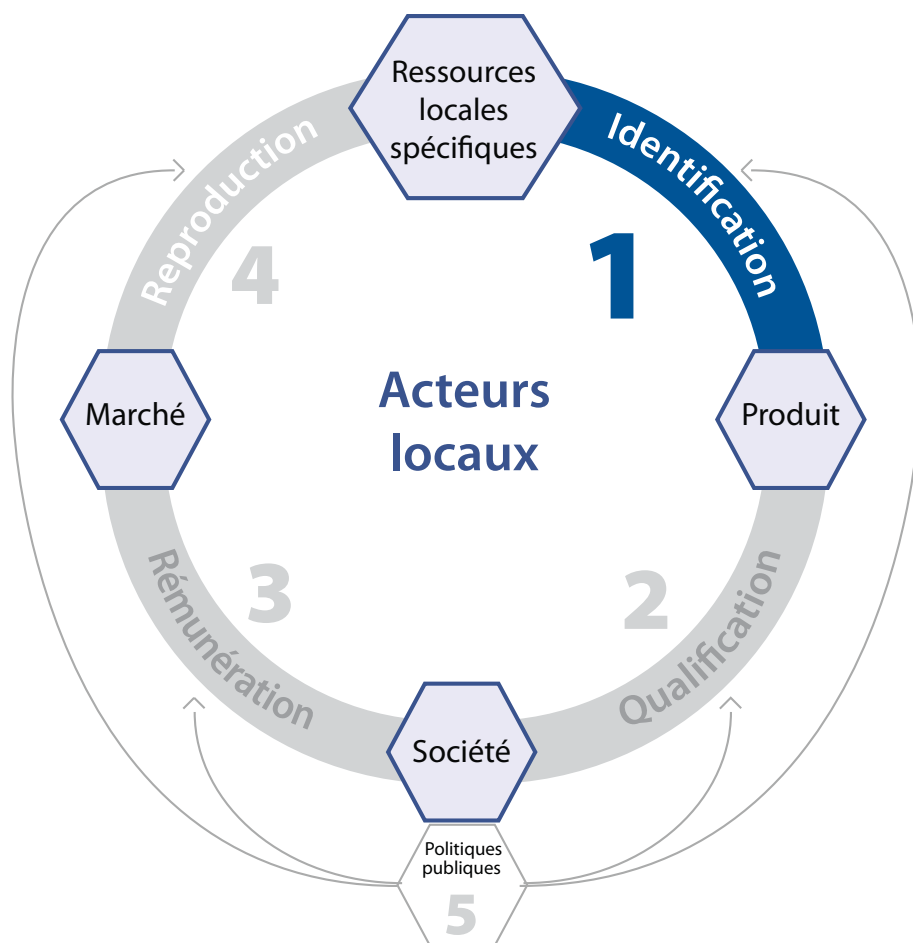 Ressources
locales
spécifiques
Identification
1
Produit
2
Qualification
Société
3
Rémunération
Marché
4
Reproduction
Acteurs
locaux
Politiques
publiques
5